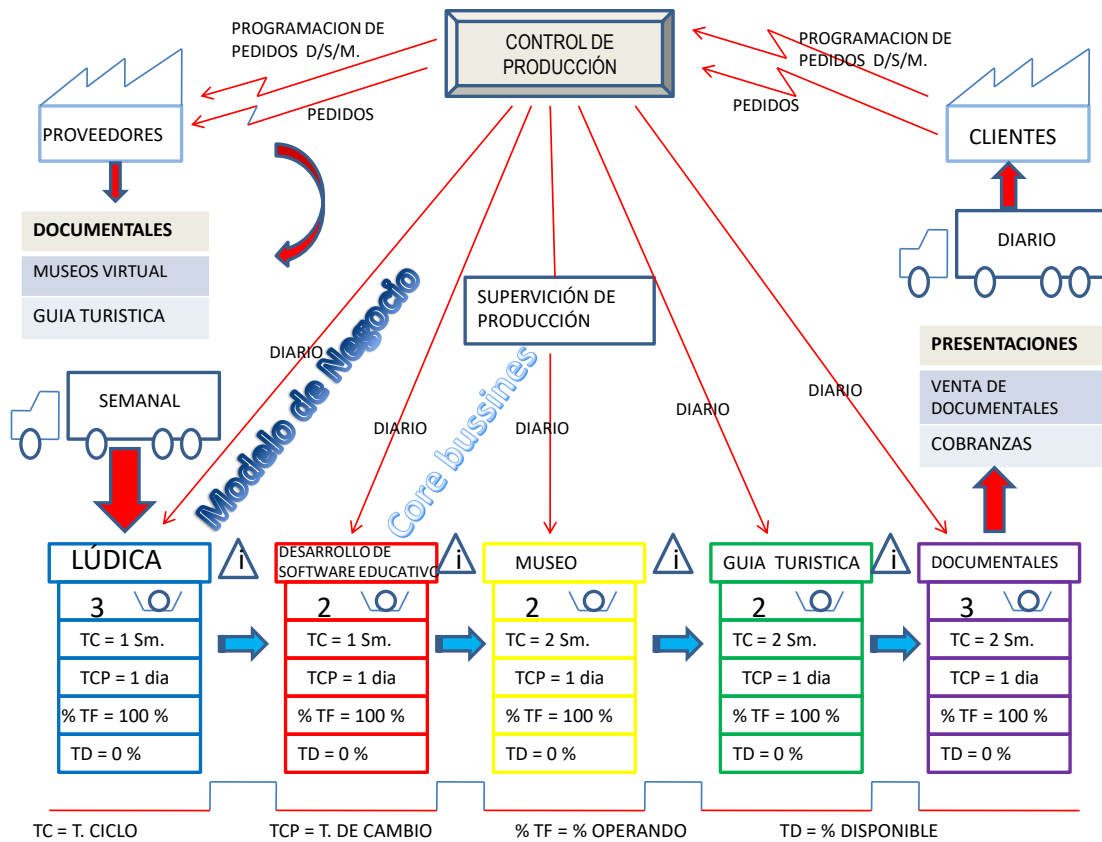 PROGRAMACION DE
PEDIDOS D/S/M.
CONTROL DE
PRODUCCIÓN
PROGRAMACION DE
PEDIDOS D/S/M.
PEDIDOS
PEDIDOS
PROVEEDORES
CLIENTES
DOCUMENTALES
MUSEOS VIRTUAL
GUIA TURISTICA
DIARIO
SUPERVICIÓN DE
PRODUCCIÓN
Modelo de Negocio
Core bussines
PRESENTACIONES
VENTA DE
DOCUMENTALES
COBRANZAS
SEMANAL
DIARIO
DIARIO
DIARIO
DIARIO
DIARIO
LÚDICA
i
DESARROLLO DE
SOFTWARE EDUCATIVO
i
MUSEO
i
GUIA TURISTICA
i
DOCUMENTALES
3
2
2
2
3
TC = 1 Sm.
TC = 1 Sm.
TC = 2 Sm.
TC = 2 Sm.
TC = 2 Sm.
TCP = 1 dia
TCP = 1 dia
TCP = 1 dia
TCP = 1 dia
TCP = 1 dia
% TF = 100 %
% TF = 100 %
% TF = 100 %
% TF = 100 %
% TF = 100 %
TD = 0 %
TD = 0 %
TD = 0 %
TD = 0 %
TD = 0 %
TC = T. CICLO
TCP = T. DE CAMBIO
% TF = % OPERANDO
TD = % DISPONIBLE